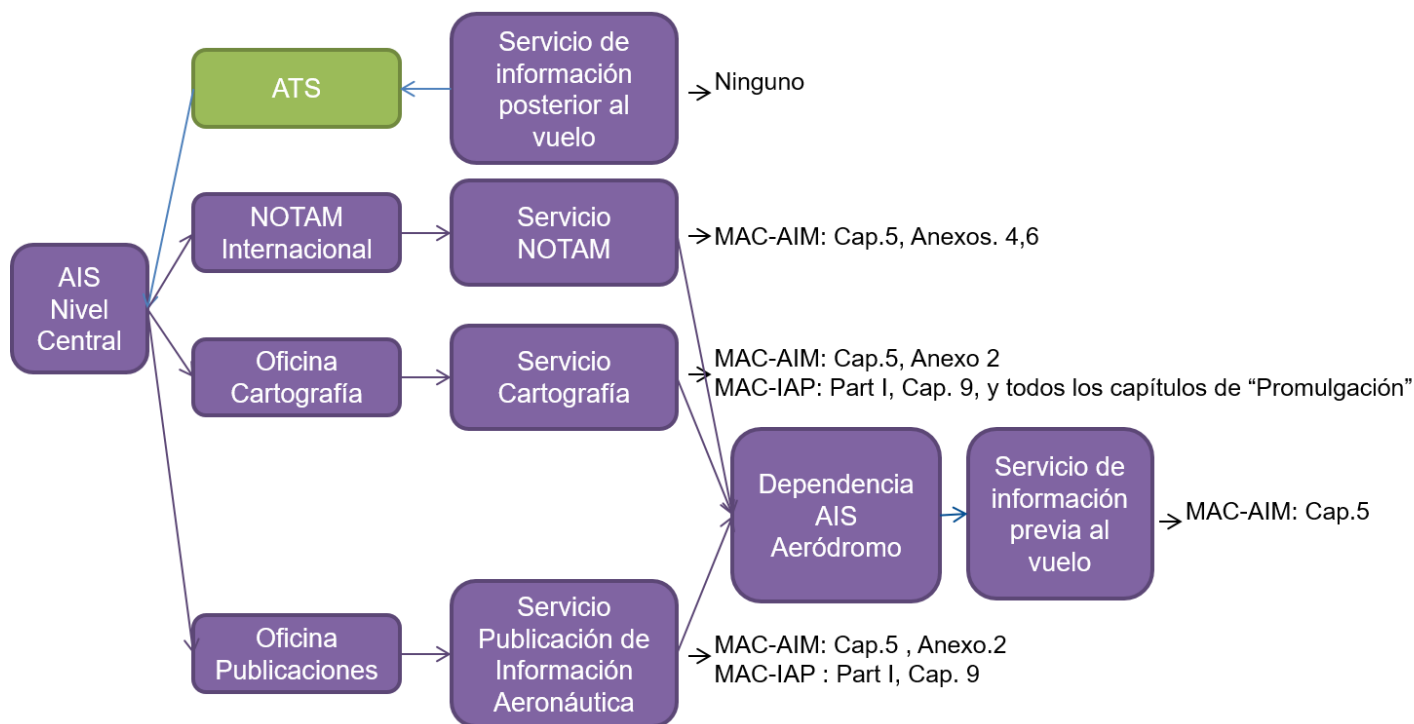 ATS
Servicio de
información
posterior al
vuelo
Ninguno
NOTAM
Internacional
Servicio
NOTAM
MAC-AIM: Cap.5, Anexos. 4,6
AIS
Nivel
Central
Oficina
Cartografía
Servicio
Cartografía
MAC-AIM: Cap.5, Anexo 2
MAC-IAP: Part I, Cap. 9, y todos los capítulos de “Promulgación”
Dependencia
AIS
Aeródromo
Servicio de
información
previa al
vuelo
MAC-AIM: Cap.5
Oficina
Publicaciones
Servicio
Publicación de
Información
Aeronáutica
MAC-AIM: Cap.5 , Anexo.2
MAC-IAP : Part I, Cap. 9